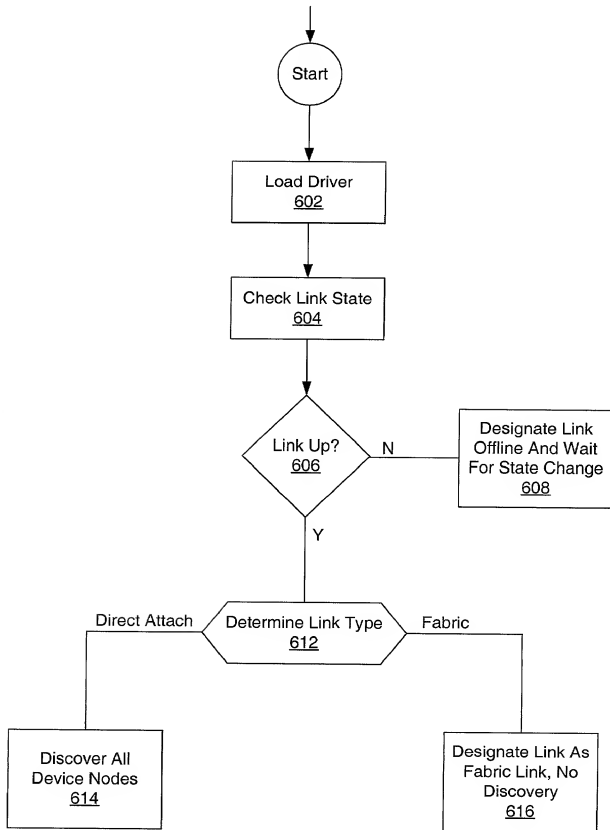 Start
Load Driver
602
Check Link State
604
Link Up?
606
N
Designate Link
Offline And Wait
For State Change
608
Y
Direct Attach
Determine Link Type
612
Fabric
Discover All
Device Nodes
614
Designate Link As
Fabric Link, No
Discovery
616